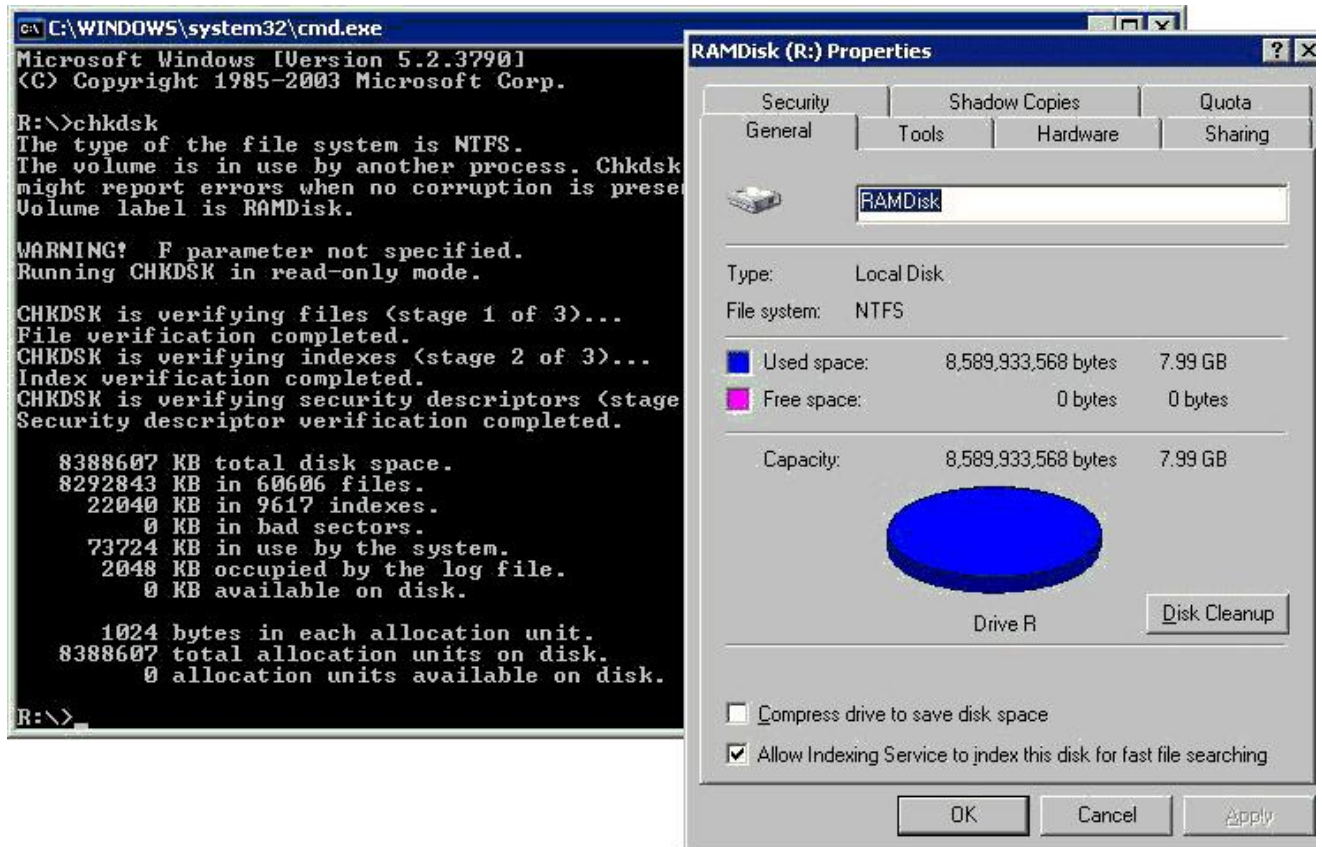 C:\WINDOWS\system32\cmd.exe
Microsoft Windows [Version 5.2.3790]
(C) Copyright 1985-2003 Microsoft Corp.
R:\>chkdsk
The type of the file system is NTFS.
The volume is in use by another process. Chkdsk
might report errors when no corruption is prese
Volume label is RAMDisk.
WARNING!  F parameter not specified.
Running CHKDSK in read-only mode.
CHKDSK is verifying files (stage 1 of 3)...
File verification completed.
CHKDSK is verifying indexes (stage 2 of 3)...
Index verification completed.
CHKDSK is verifying security descriptors (stage
Security descriptor verification completed.
8388607 KB total disk space.
8292843 KB in 60606 files.
22040 KB in 9617 indexes.
0 KB in bad sectors.
73724 KB in use by the system.
2048 KB occupied by the log file.
0 KB available on disk.
1024 bytes in each allocation unit.
8388607 total allocation units on disk.
0 allocation units available on disk.
R:\>_
RAMDisk (R:) Properties
Security Shadow Copies Quota
General Tools Hardware Sharing
RAMDisk
Type: Local Disk
File system: NTFS
Used space: 8,589,933,568 bytes 7.99 GB
Free space: 0 bytes 0 bytes
Capacity: 8,589,933,568 bytes 7.99 GB
Drive R
Disk Cleanup
Compress drive to save disk space
Allow Indexing Service to index this disk for fast file searching
OK Cancel Apply